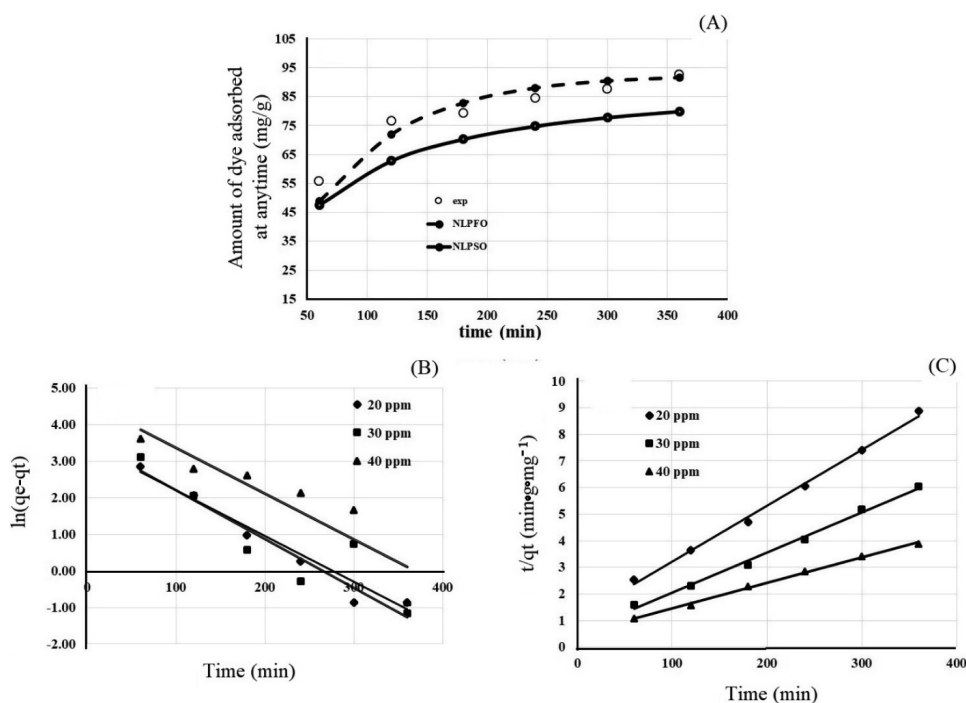 (A)
Amount of dye adsorbed
at anytime (mg/g)
105
95
85
75
65
55
45
35
25
15
exp
NLPFO
NLPSO
50 100 150 200 250 300 350 400
time (min)
(B)
ln(qe-qt)
5.00
4.00
3.00
2.00
1.00
0.00
-1.00
-2.00
20 ppm
30 ppm
40 ppm
0 100 200 300 400
Time (min)
(C)
t/qt (min·g·mg⁻¹)
10
9
8
7
6
5
4
3
2
1
0
20 ppm
30 ppm
40 ppm
0 100 200 300 400
Time (min)